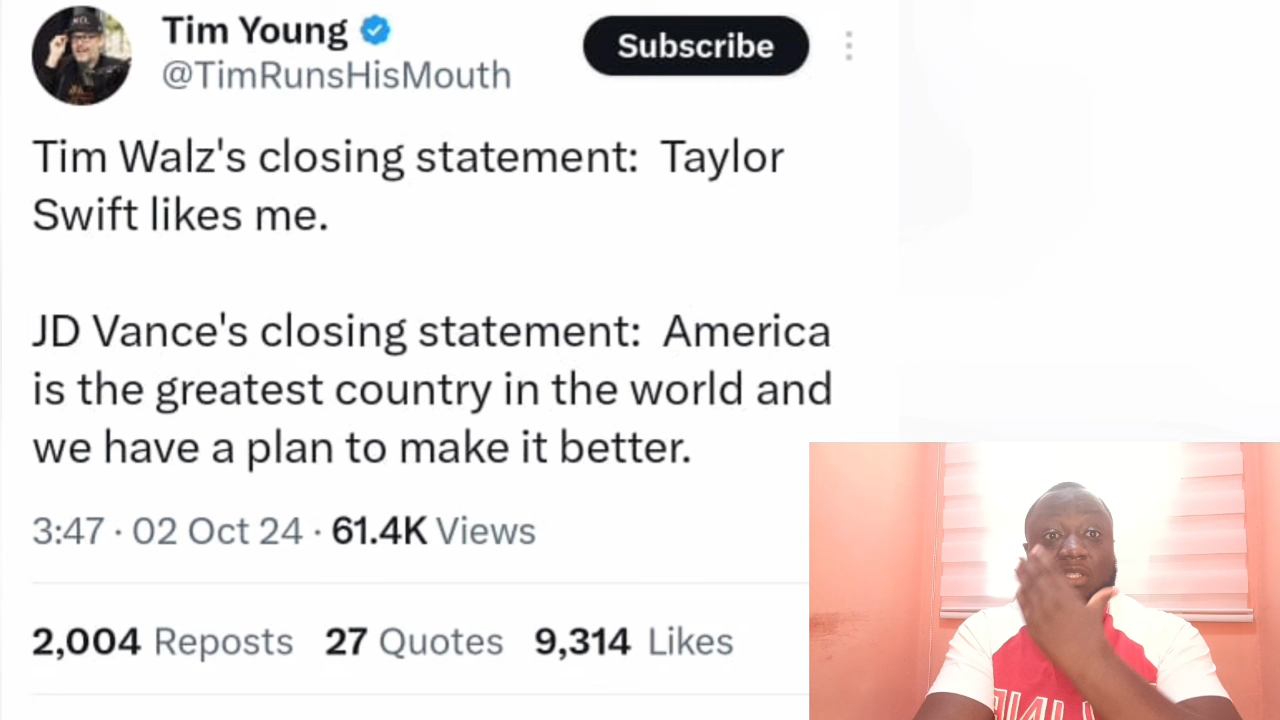 Tim Young
Subscribe
@TimRunsHisMouth
Tim Walz's closing statement:  Taylor
Swift likes me.
JD Vance's closing statement:  America
is the greatest country in the world and
we have a plan to make it better.
3:47 · 02 Oct 24 · 61.4K Views
2,004 Reposts 27 Quotes 9,314 Likes